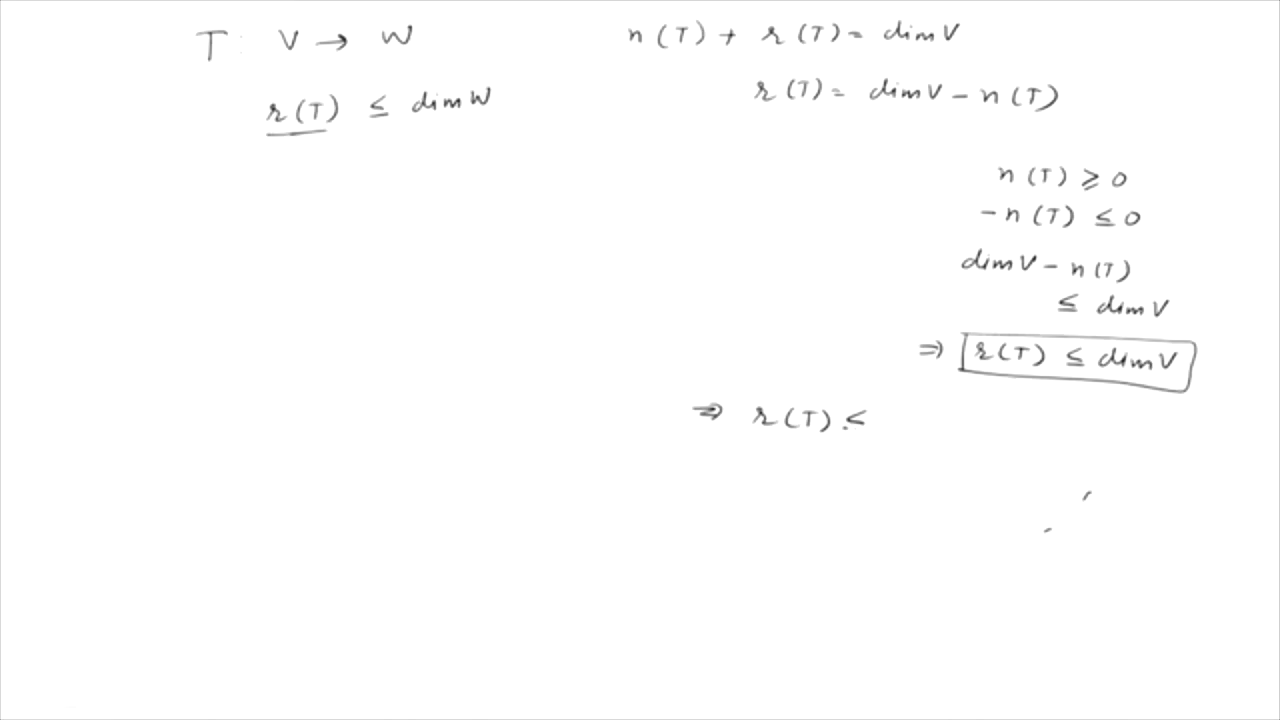 T: V → W
r(T) ≤ dim W
n(T) + r(T) = dim V
r(T) = dim V - n(T)
n(T) ≥ 0
-n(T) ≤ 0
dim V - n(T)
≤ dim V
⇒ r(T) ≤ dim V
⇒ r(T) ≤